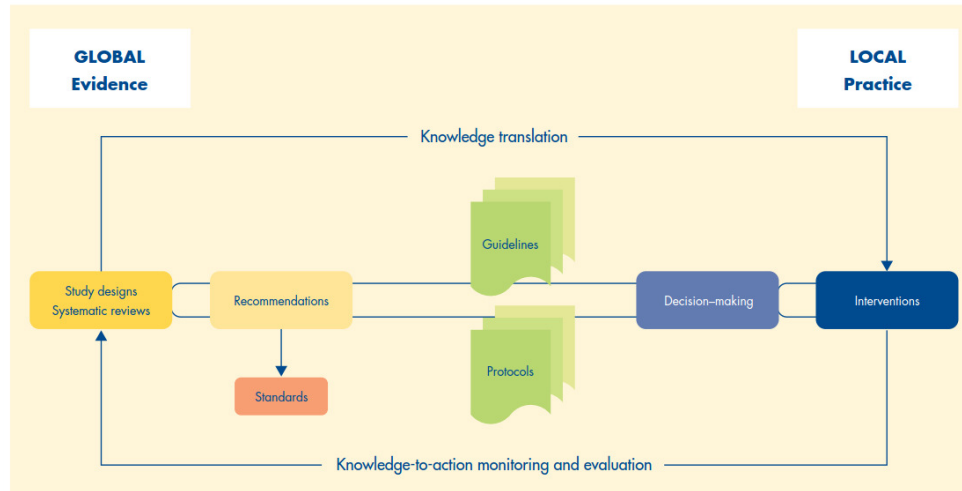 GLOBAL
Evidence
LOCAL
Practice
Knowledge translation
Guidelines
Study designs
Systematic reviews
Recommendations
Decision–making
Interventions
Protocols
Standards
Knowledge-to-action monitoring and evaluation